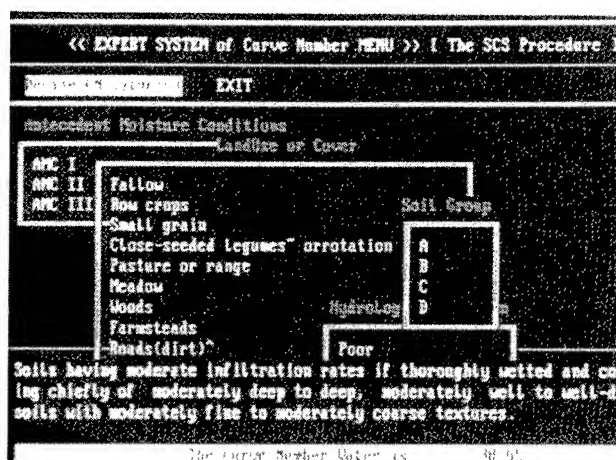 << EXPERT SYSTEM of Curve Number MENU >> [ The SCS Procedure ]
EXIT
Antecedent Moisture Conditions
LandUse or Cover
AMC I
AMC II
AMC III
Fallow
Row crops
Small grain
Close-seeded legumes~ orrotation
Pasture or range
Meadow
Woods
Farmsteads
Roads(dirt)^
Soil Group
A
B
C
D
Hydrolog
Poor
Soils having moderate infiltration rates if thoroughly wetted and co
ing chiefly of moderately deep to deep, moderately well to well-
soils with moderately fine to moderately coarse textures.
The Curve Number Value is